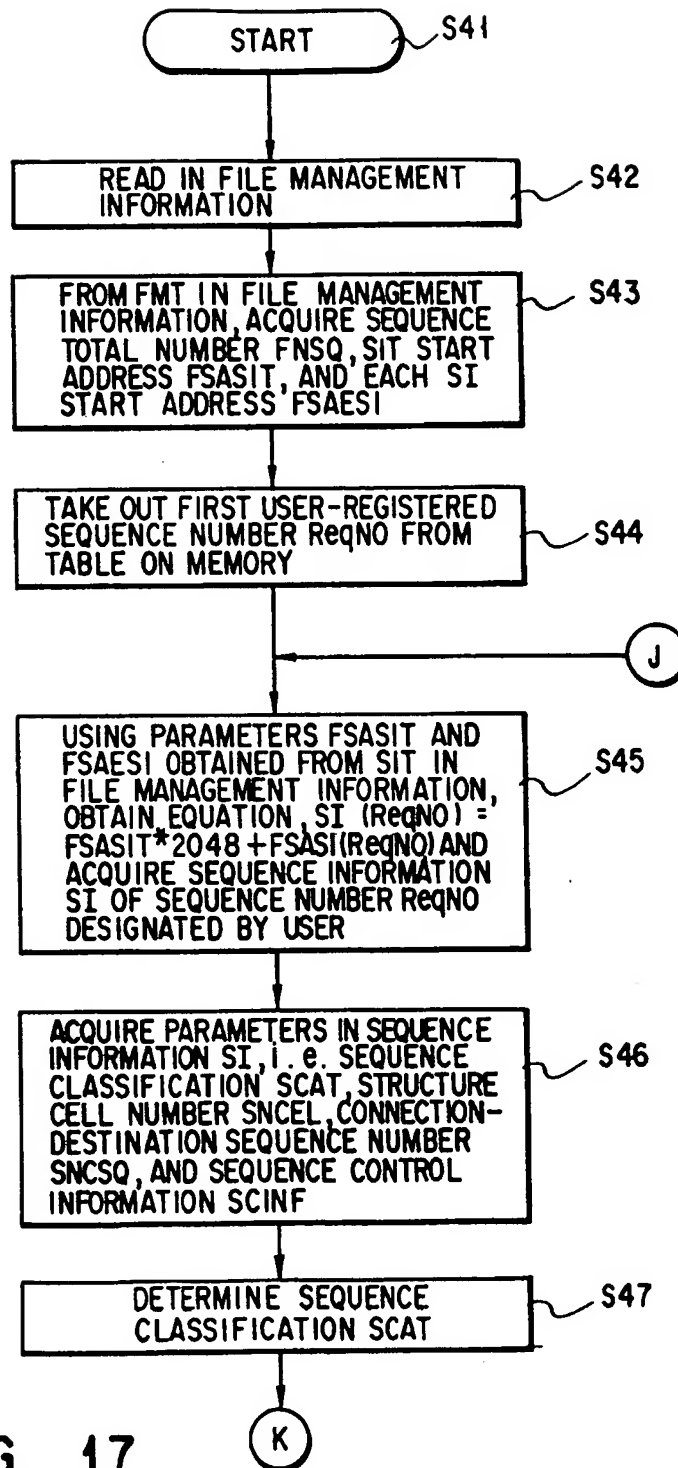 START
S41
READ IN FILE MANAGEMENT
INFORMATION
S42
FROM FMT IN FILE MANAGEMENT
INFORMATION, ACQUIRE SEQUENCE
TOTAL NUMBER FNSQ, SIT START
ADDRESS FSASIT, AND EACH SI
START ADDRESS FSAESI
S43
TAKE OUT FIRST USER-REGISTERED
SEQUENCE NUMBER ReqNO FROM
TABLE ON MEMORY
S44
J
USING PARAMETERS FSASIT AND
FSAESI OBTAINED FROM SIT IN
FILE MANAGEMENT INFORMATION,
OBTAIN EQUATION, SI (ReqNO) =
FSASIT*2048+FSASI(ReqNO) AND
ACQUIRE SEQUENCE INFORMATION
SI OF SEQUENCE NUMBER ReqNO
DESIGNATED BY USER
S45
ACQUIRE PARAMETERS IN SEQUENCE
INFORMATION SI, i.e. SEQUENCE
CLASSIFICATION SCAT, STRUCTURE
CELL NUMBER SNCEL, CONNECTION-
DESTINATION SEQUENCE NUMBER
SNCSQ, AND SEQUENCE CONTROL
INFORMATION SCINF
S46
DETERMINE SEQUENCE
CLASSIFICATION SCAT
S47
K
G. 17